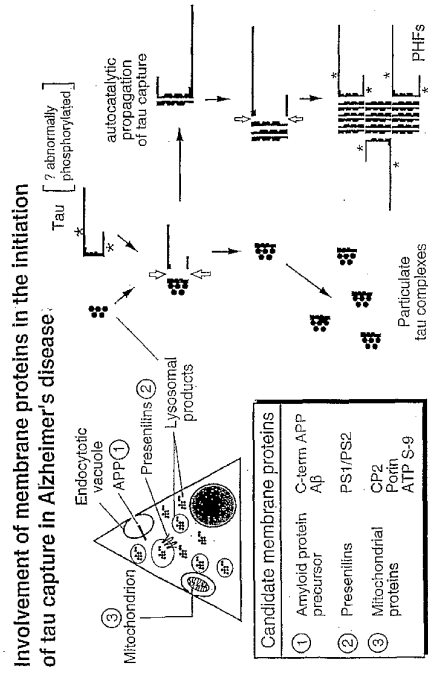 Involvement of membrane proteins in the initiation
of tau capture in Alzheimer's disease
Endocytotic
vacuole
APP ①
Presenilins ②
Lysosomal
products
③
Mitochondrion
Tau
[ ? abnormally
phosphorylated ]
*
*
autocatalytic
propagation
of tau capture
Particulate
tau complexes
*
*
*
*
*
*
PHFs
Candidate membrane proteins
① Amyloid protein precursor C-term APP
Aβ
② Presenilins PS1/PS2
③ Mitochondrial proteins CP2
Porin
ATP S-9